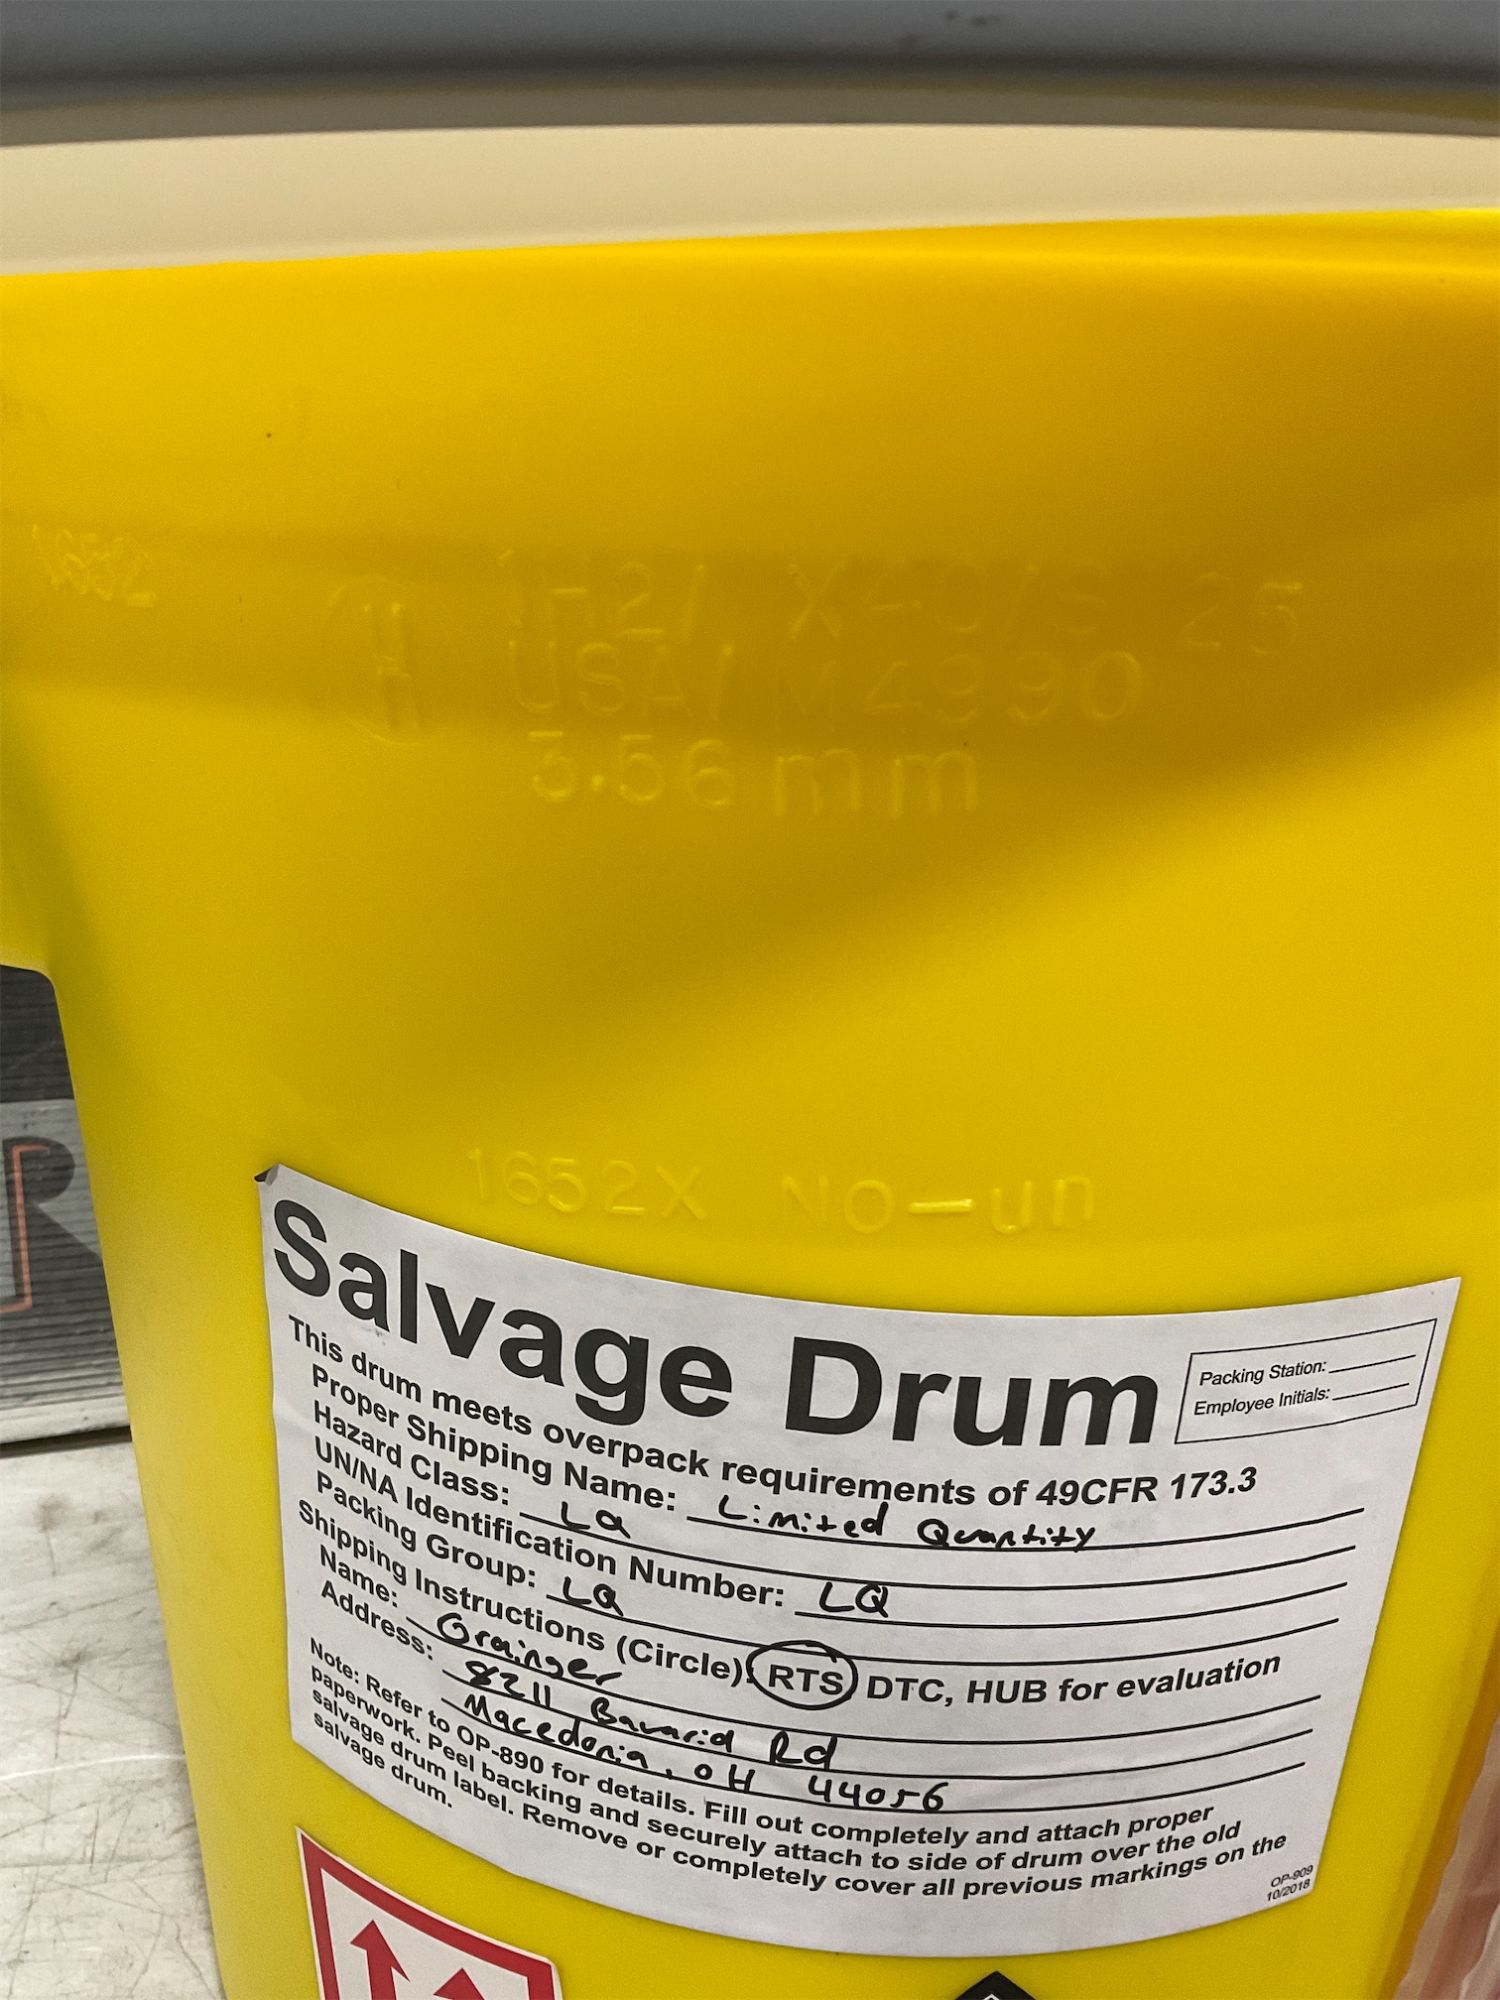 1652
un
1H2/ X40/S 25
USA/ M4990
3.56 mm
1652X NO-un
Salvage Drum
Packing Station:
Employee Initials:
This drum meets overpack requirements of 49CFR 173.3
Proper Shipping Name: Limited Quantity
Hazard Class: LQ
UN/NA Identification Number: LQ
Packing Group: LQ
Shipping Instructions (Circle): RTS, DTC, HUB for evaluation
Name: Grainger
Address: 8211 Bavaria Rd
Macedonia, OH 44056
Note: Refer to OP-890 for details. Fill out completely and attach proper
paperwork. Peel backing and securely attach to side of drum over the old
salvage drum label. Remove or completely cover all previous markings on the
salvage drum.
OP-909
10/2018
R